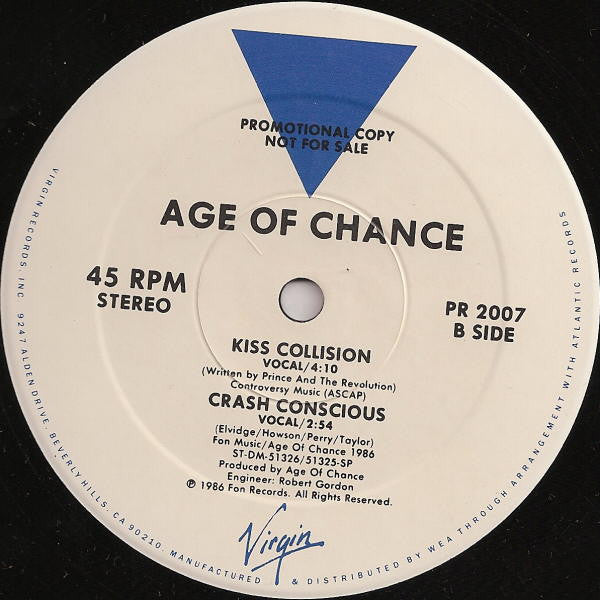 PROMOTIONAL COPY
NOT FOR SALE
AGE OF CHANCE
45 RPM
STEREO
PR 2007
B SIDE
KISS COLLISION
VOCAL/4:10
(Written by Prince And The Revolution)
Controversy Music (ASCAP)
CRASH CONSCIOUS
VOCAL/2:54
(Elvidge/Howson/Perry/Taylor)
Fon Music/Age Of Chance 1986
ST-DM-51326/51325-SP
Produced by Age Of Chance
Engineer: Robert Gordon
℗ 1986 Fon Records. All Rights Reserved.
Virgin
VIRGIN RECORDS, INC. 9247 ALDEN DRIVE, BEVERLY HILLS, CA 90210. MANUFACTURED & DISTRIBUTED BY WEA THROUGH ARRANGEMENT WITH ATLANTIC RECORDS